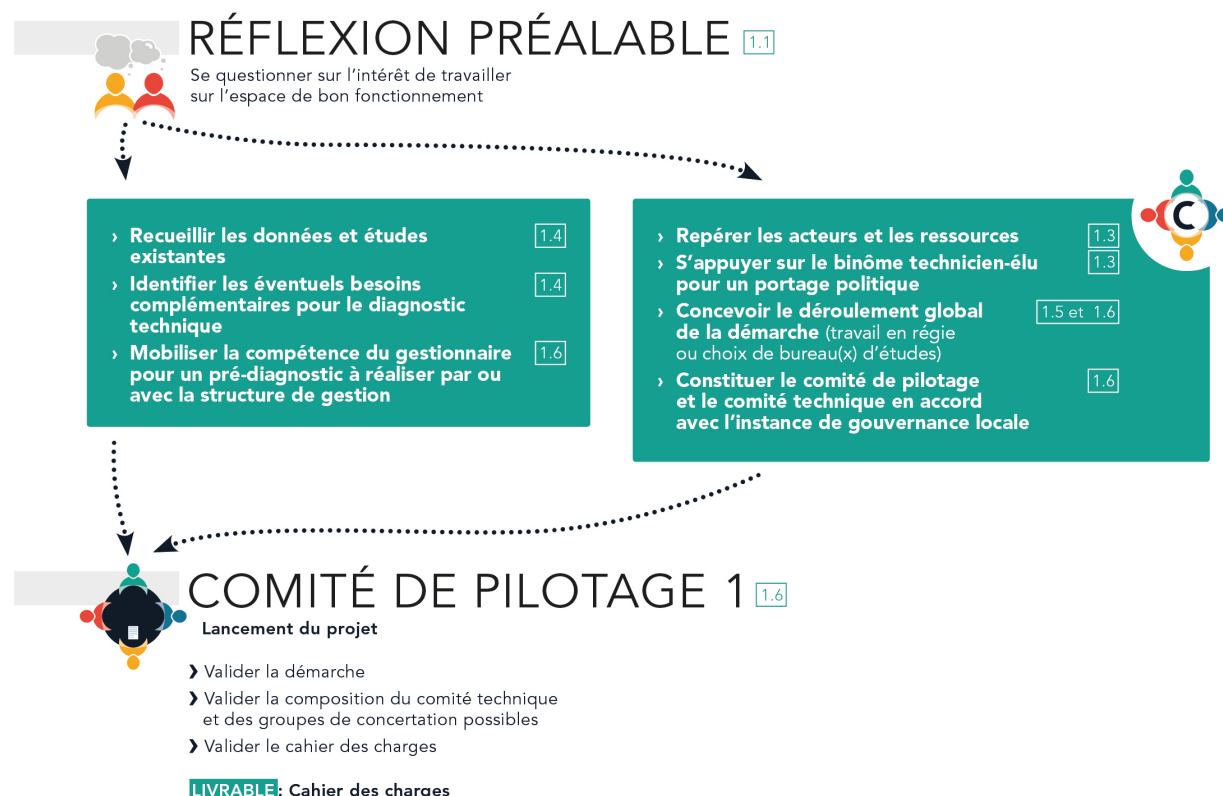 RÉFLEXION PRÉALABLE 1.1
Se questionner sur l'intérêt de travailler
sur l'espace de bon fonctionnement
› Recueillir les données et études 1.4
existantes
› Identifier les éventuels besoins 1.4
complémentaires pour le diagnostic
technique
› Mobiliser la compétence du gestionnaire 1.6
pour un pré-diagnostic à réaliser par ou
avec la structure de gestion
C
› Repérer les acteurs et les ressources 1.3
› S'appuyer sur le binôme technicien-élu 1.3
pour un portage politique
› Concevoir le déroulement global 1.5 et 1.6
de la démarche (travail en régie
ou choix de bureau(x) d'études)
› Constituer le comité de pilotage 1.6
et le comité technique en accord
avec l'instance de gouvernance locale
COMITÉ DE PILOTAGE 1 1.6
Lancement du projet
❯ Valider la démarche
❯ Valider la composition du comité technique
et des groupes de concertation possibles
❯ Valider le cahier des charges
LIVRABLE : Cahier des charges